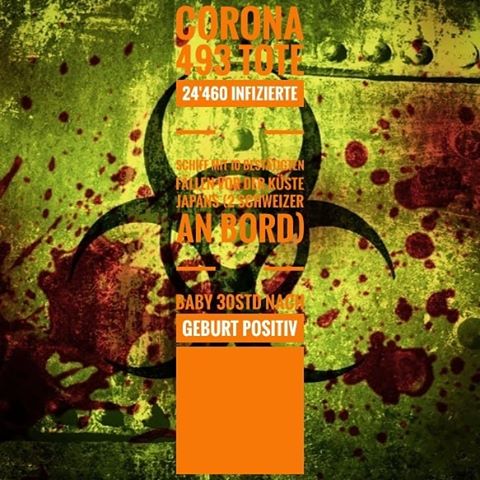 CORONA
493 TOTE
24'460 INFIZIERTE
SCHIFF MIT 10 BESTÄTIGTEN
FÄLLEN VOR DER KÜSTE
JAPANS (2 SCHWEIZER
AN BORD)
BABY 30STD NACH
GEBURT POSITIV